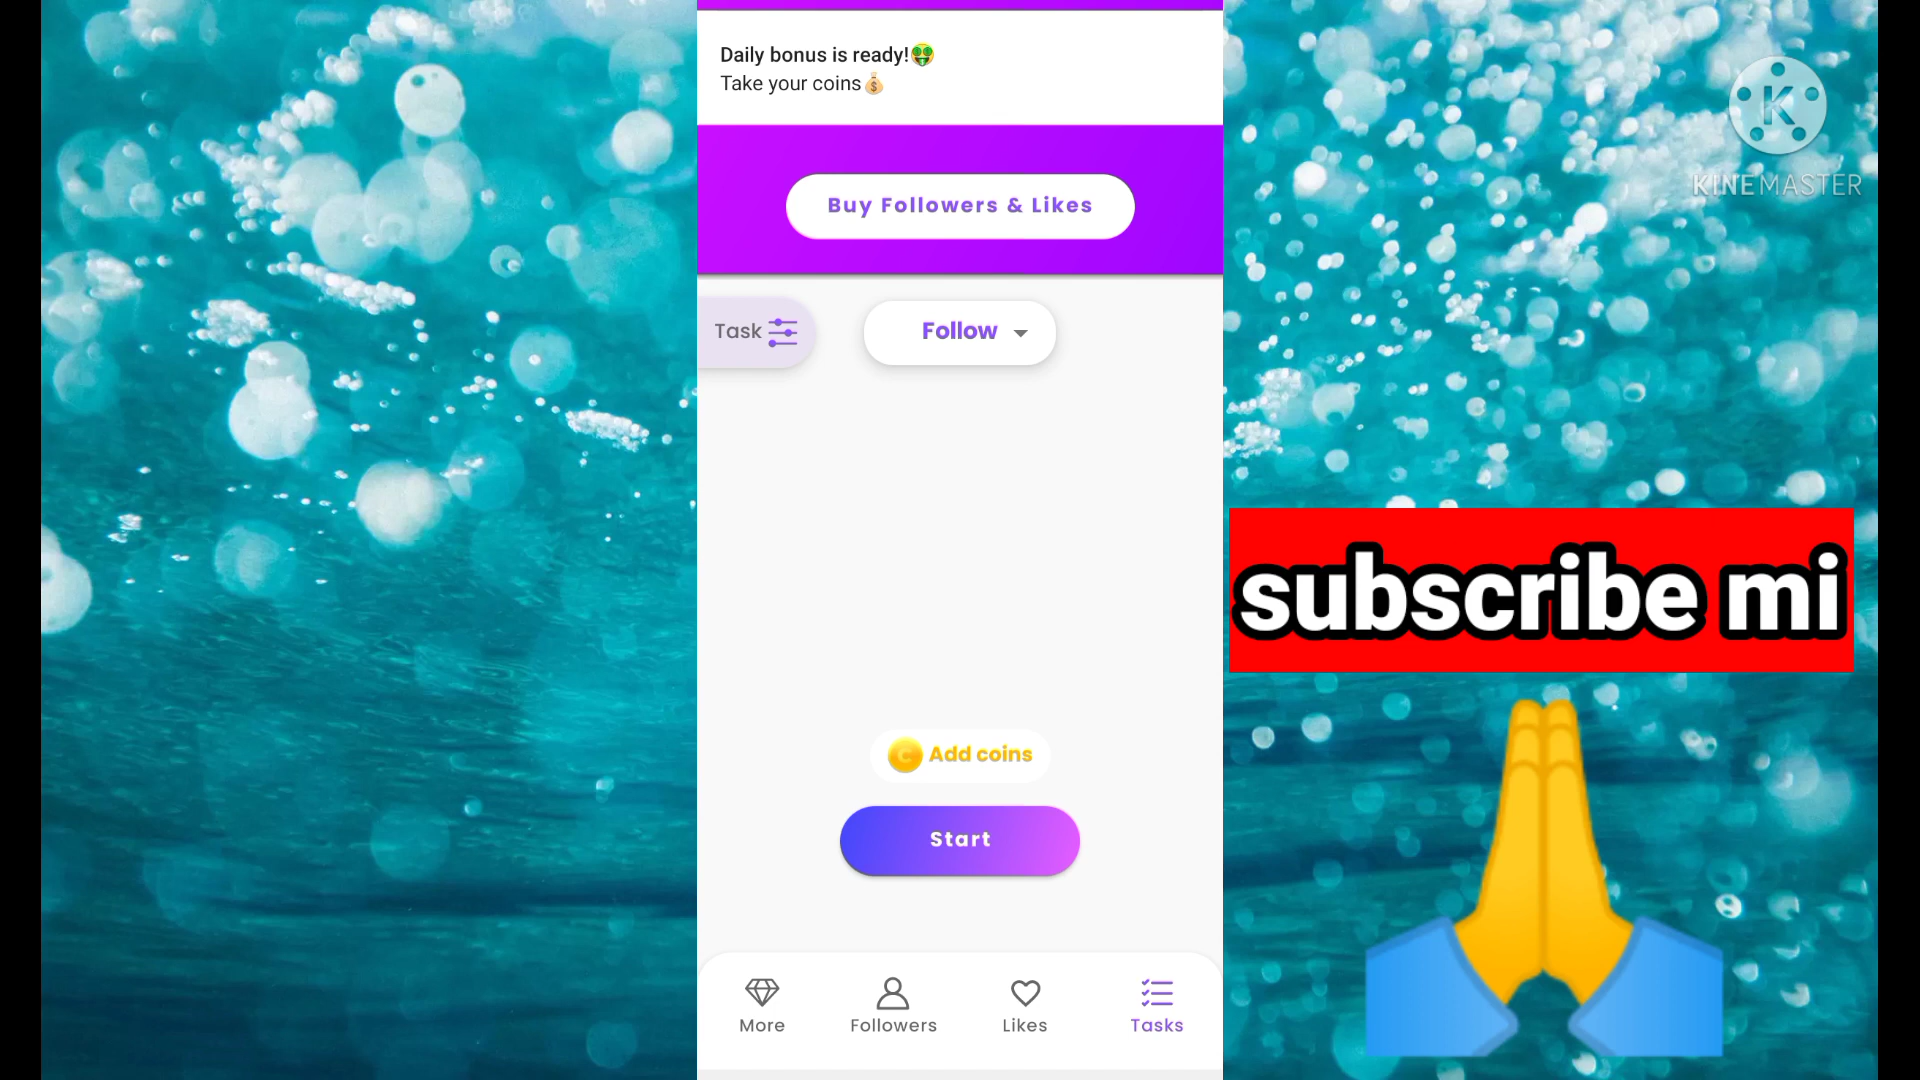 Daily bonus is ready!🤑
Take your coins💰
Buy Followers & Likes
Task
Follow
K
KINEMASTER
subscribe mi
C Add coins
Start
More
Followers
Likes
Tasks